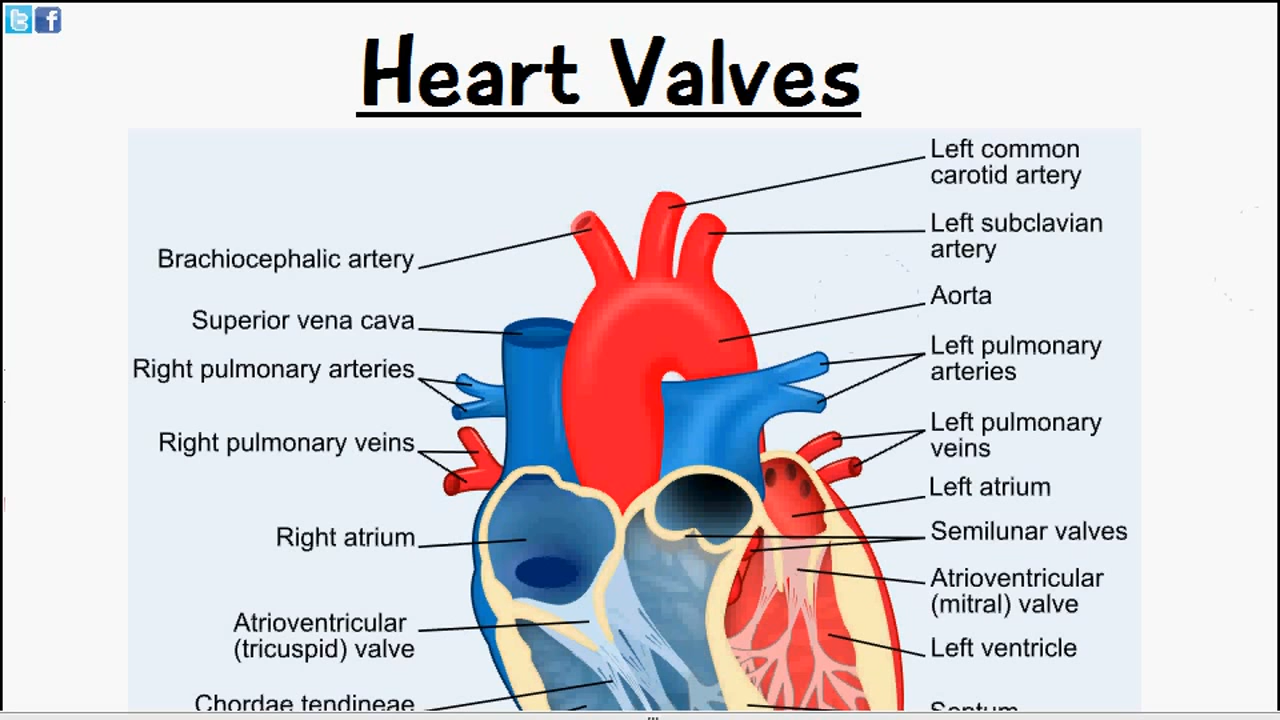 Heart Valves
Left common
carotid artery
Left subclavian
artery
Brachiocephalic artery
Aorta
Superior vena cava
Left pulmonary
arteries
Right pulmonary arteries
Left pulmonary
veins
Right pulmonary veins
Left atrium
Semilunar valves
Right atrium
Atrioventricular
(mitral) valve
Atrioventricular
(tricuspid) valve
Left ventricle
Chordae tendineae
Septum